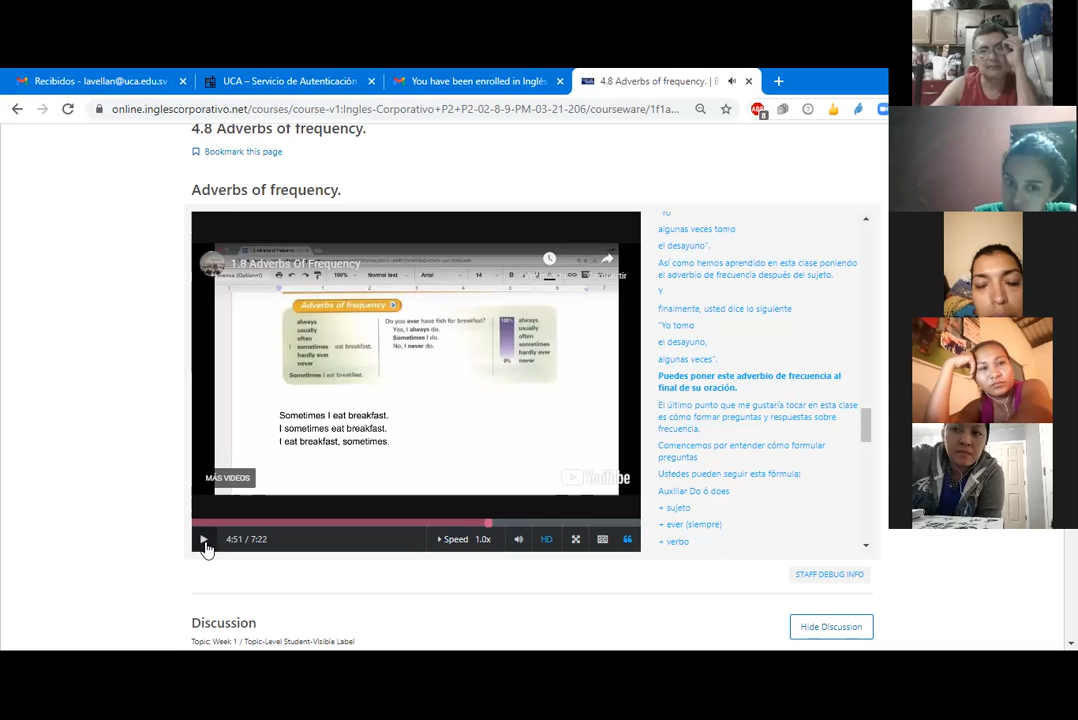 Recibidos - lavellan@uca.edu.sv
UCA – Servicio de Autenticación
You have been enrolled in Inglés
4.8 Adverbs of frequency. | B
online.inglescorporativo.net/courses/course-v1:Ingles-Corporativo+P2+P2-02-8-9-PM-03-21-206/courseware/1f1a...
ABP
8
4.8 Adverbs of frequency.
Bookmark this page
Adverbs of frequency.
1.8 Adverbs Of Frequency
100%
Normal text
Arial
14
Adverbs of frequency
always
usually
often
I sometimes eat breakfast.
hardly ever
never
Sometimes I eat breakfast.
Do you ever have fish for breakfast?
Yes, I always do.
Sometimes I do.
No, I never do.
100% always
usually
often
sometimes
hardly ever
0% never
Sometimes I eat breakfast.
I sometimes eat breakfast.
I eat breakfast, sometimes.
MÁS VIDEOS
YouTube
4:51 / 7:22
Speed 1.0x
HD
"Yo
algunas veces tomo
el desayuno".
Así como hemos aprendido en esta clase poniendo
el adverbio de frecuencia después del sujeto.
Y
finalmente, usted dice lo siguiente
"Yo tomo
el desayuno,
algunas veces".
Puedes poner este adverbio de frecuencia al
final de su oración.
El último punto que me gustaría tocar en esta clase
es cómo formar preguntas y respuestas sobre
frecuencia.
Comencemos por entender cómo formular
preguntas
Ustedes pueden seguir esta fórmula:
Auxiliar Do ó does
+ sujeto
+ ever (siempre)
+ verbo
STAFF DEBUG INFO
Discussion
Topic: Week 1 / Topic-Level Student-Visible Label
Hide Discussion